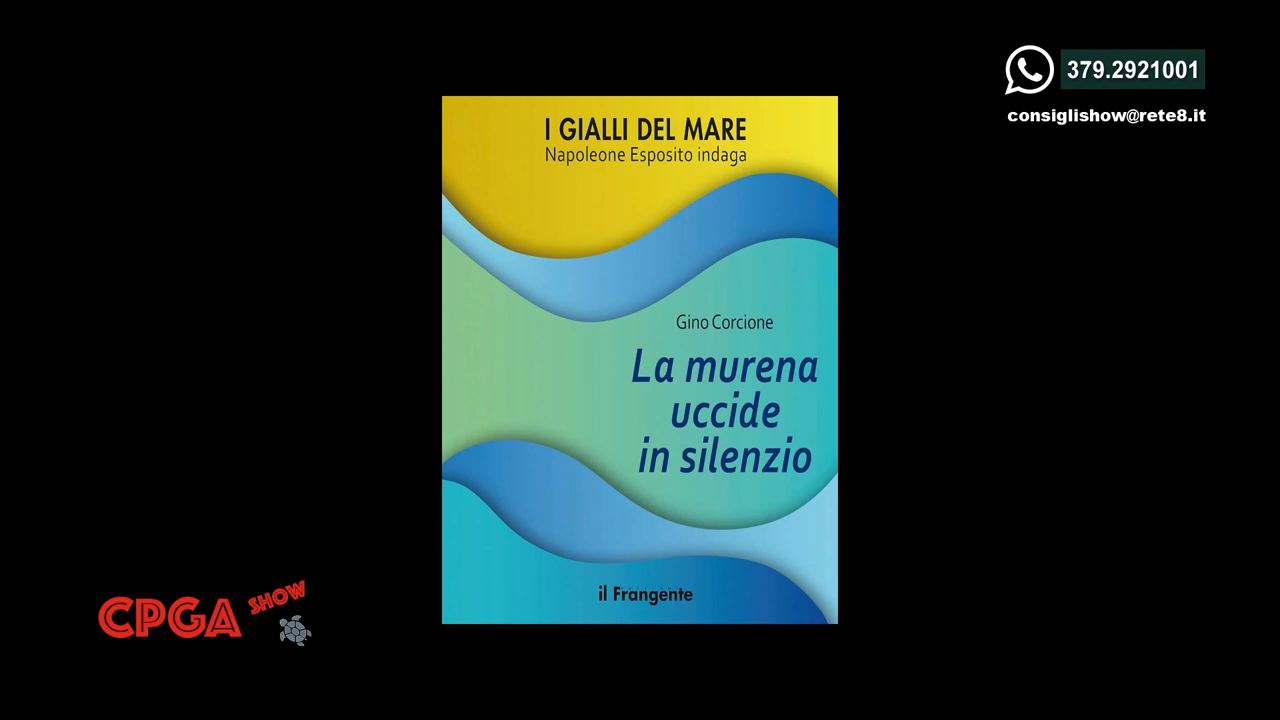 379.2921001
consiglishow@rete8.it
I GIALLI DEL MARE
Napoleone Esposito indaga
Gino Corcione
La murena
uccide
in silenzio
il Frangente
CPGA SHOW